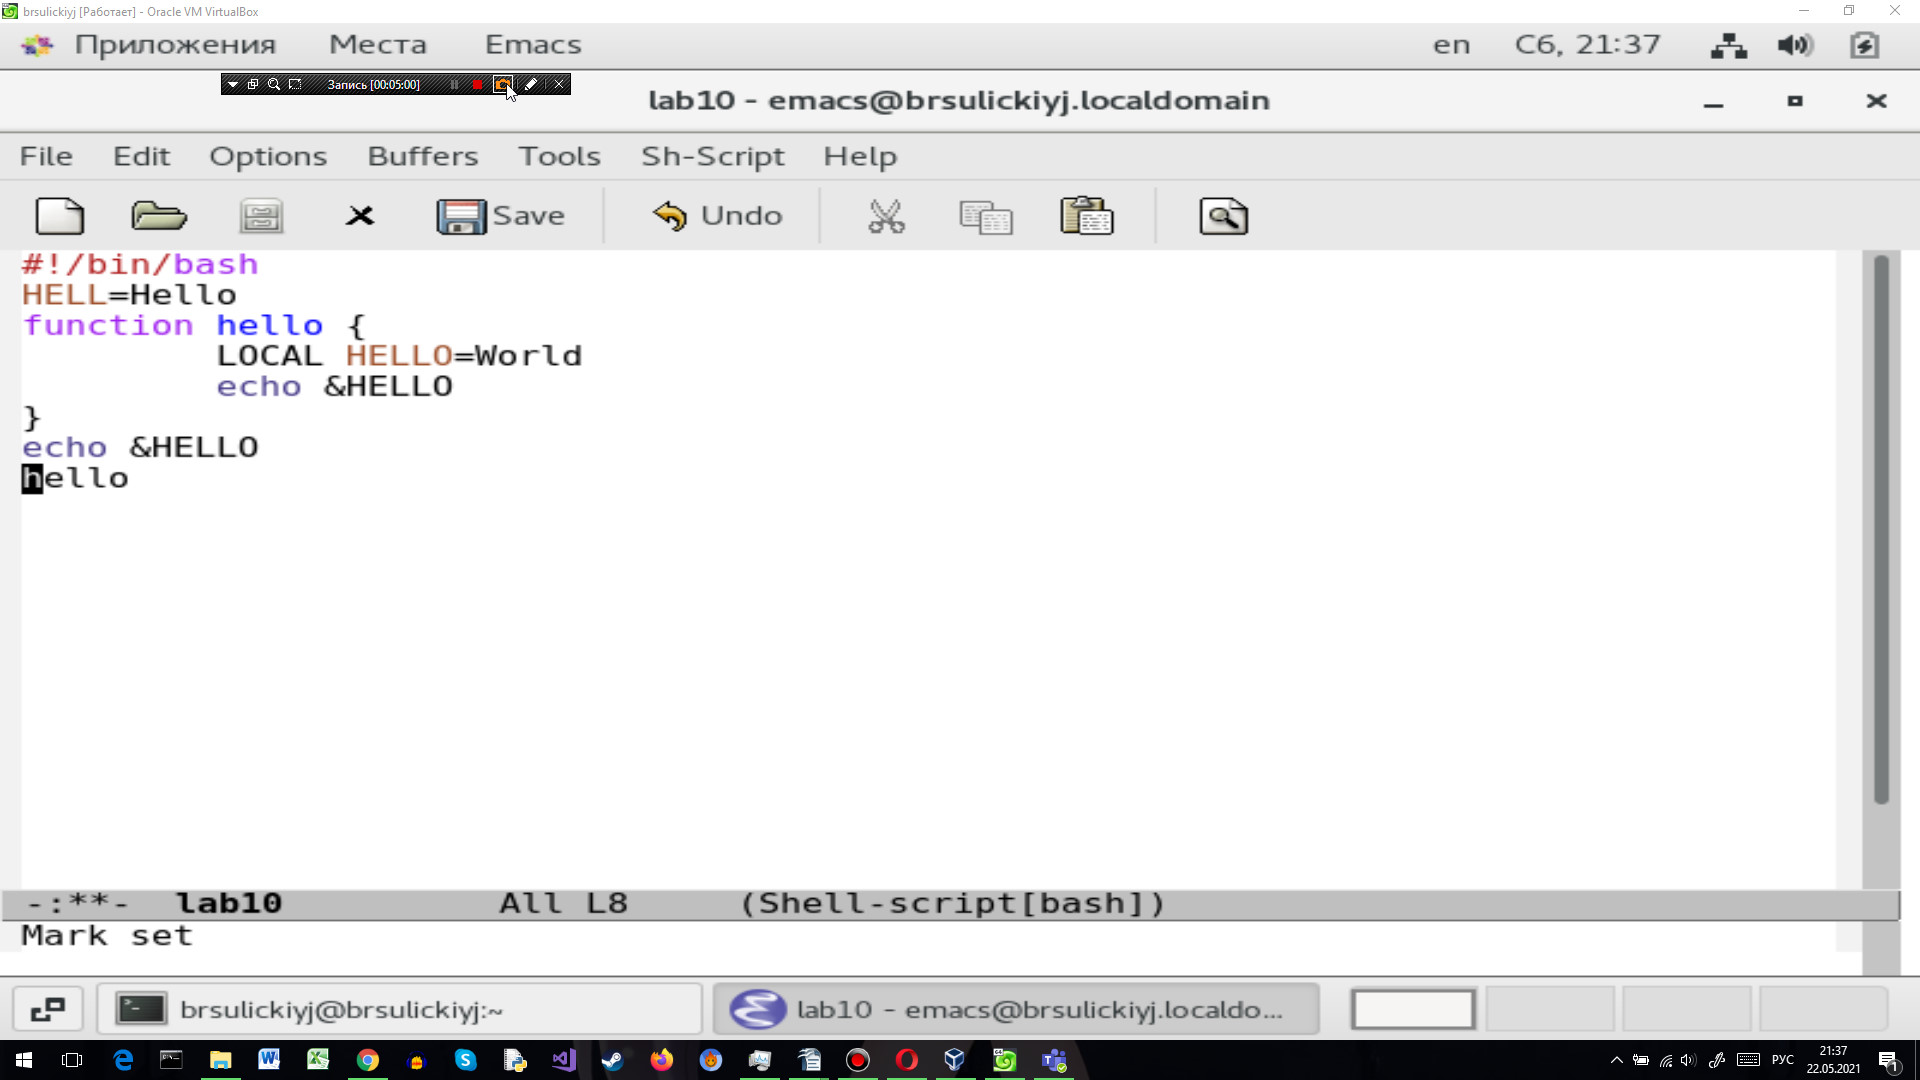 brsulickiyj [Работает] - Oracle VM VirtualBox
Приложения Места Emacs en Сб, 21:37
Запись [00:05:00]
lab10 - emacs@brsulickiyj.localdomain
File Edit Options Buffers Tools Sh-Script Help
Save Undo
#!/bin/bash
HELL=Hello
function hello {
LOCAL HELLO=World
echo &HELLO
}
echo &HELLO
hello
-:**- lab10 All L8 (Shell-script[bash])
Mark set
brsulickiyj@brsulickiyj:~ lab10 - emacs@brsulickiyj.localdo...
РУС 21:37
22.05.2021
1